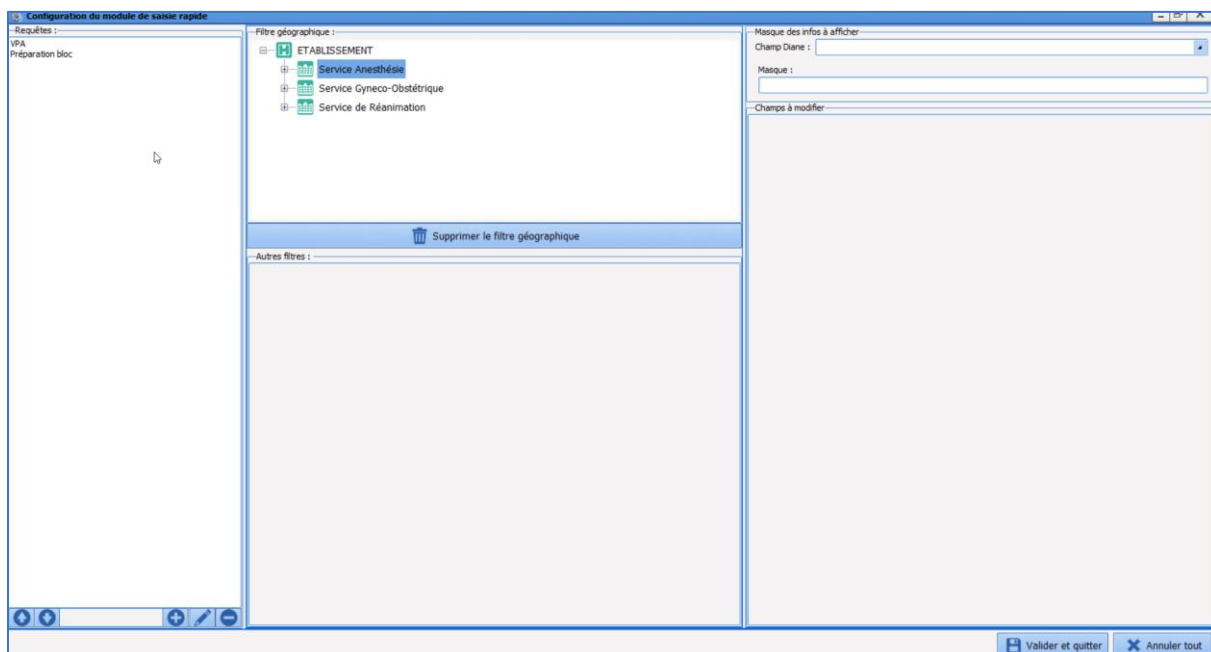 Configuration du module de saisie rapide
Requêtes :
VPA
Préparation bloc
Filtre géographique :
ETABLISSEMENT
Service Anesthésie
Service Gyneco-Obstétrique
Service de Réanimation
Supprimer le filtre géographique
Autres filtres :
Masque des infos à afficher
Champ Diane :
Masque :
Champs à modifier
Valider et quitter
Annuler tout